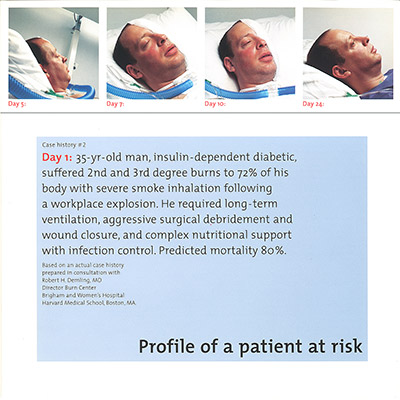 Day 5:
Day 7:
Day 10:
Day 24:
Case history #2
Day 1: 35-yr-old man, insulin-dependent diabetic,
suffered 2nd and 3rd degree burns to 72% of his
body with severe smoke inhalation following
a workplace explosion. He required long-term
ventilation, aggressive surgical debridement and
wound closure, and complex nutritional support
with infection control. Predicted mortality 80%.
Based on an actual case history
prepared in consultation with
Robert H. Demling, MD
Director Burn Center
Brigham and Women's Hospital
Harvard Medical School, Boston, MA.
Profile of a patient at risk